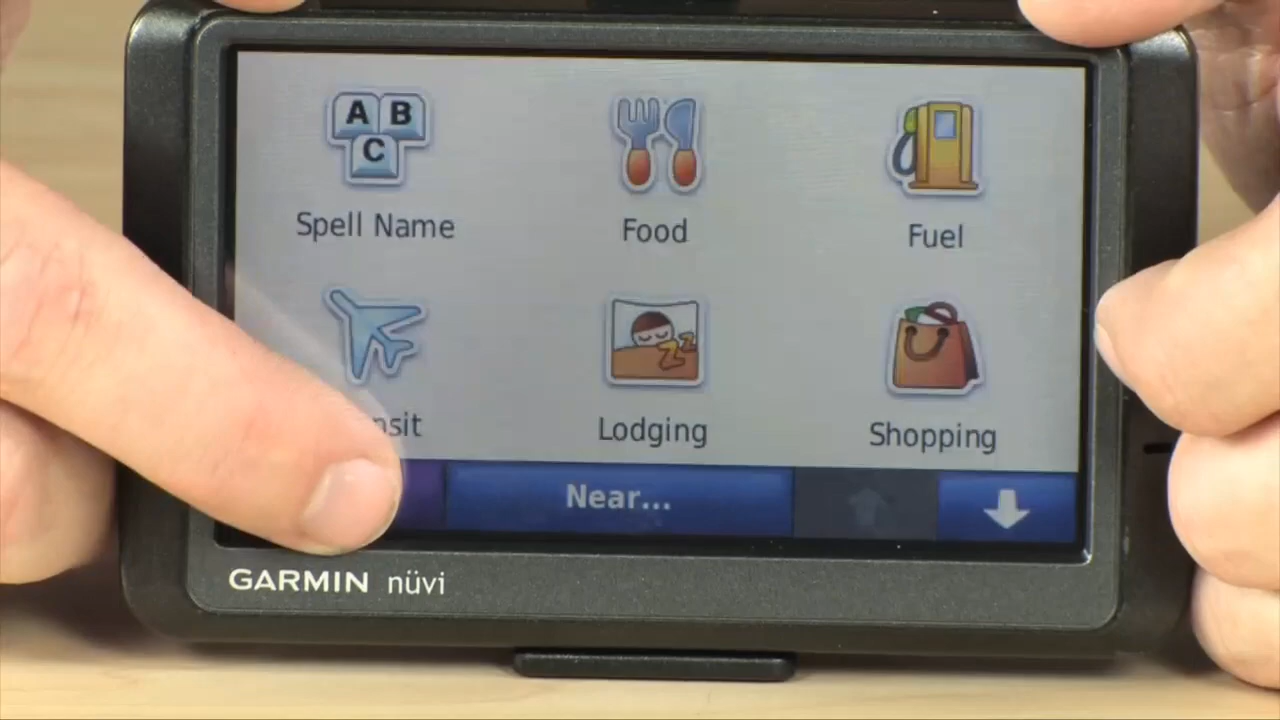 A B
C
Spell Name
Food
Fuel
Lodging
Shopping
Near...
GARMIN nüvi